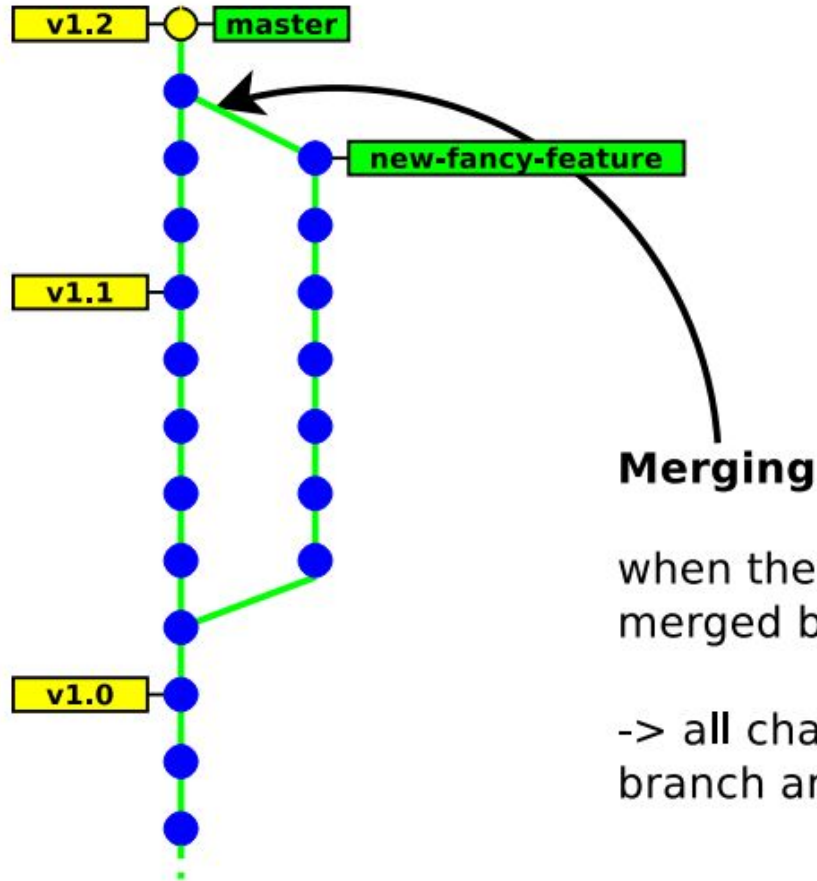 v1.2
master
new-fancy-feature
v1.1
Merging
when the
merged b
v1.0
-> all cha
branch ar